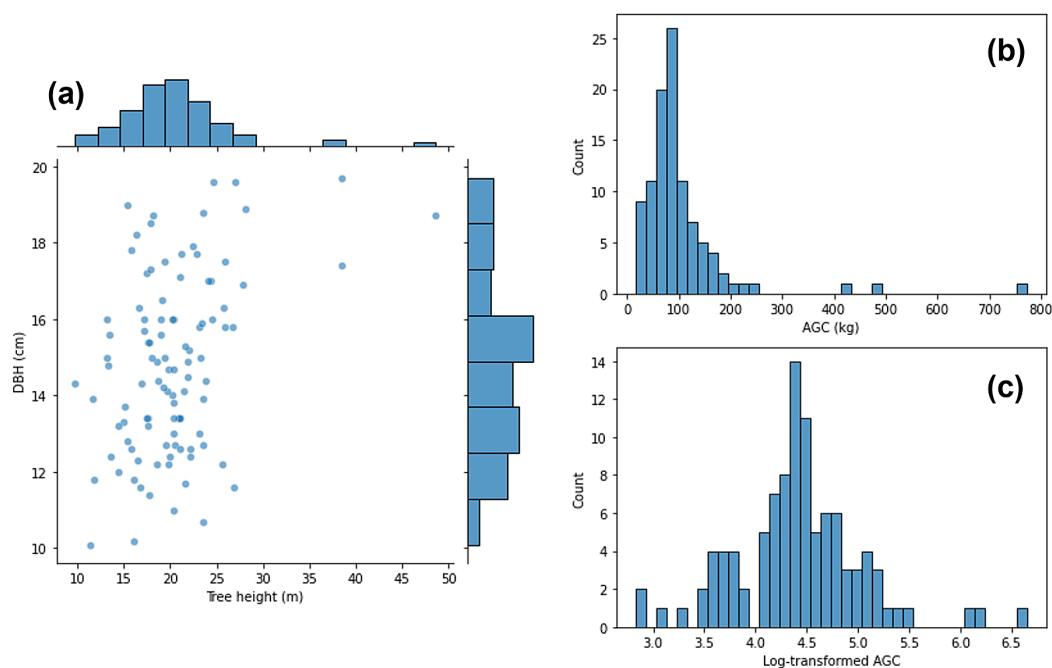 (a)
20
18
16
14
12
10
DBH (cm)
10 15 20 25 30 35 40 45 50
Tree height (m)
(b)
25
20
15
10
5
0
Count
0 100 200 300 400 500 600 700 800
AGC (kg)
(c)
14
12
10
8
6
4
2
0
Count
3.0 3.5 4.0 4.5 5.0 5.5 6.0 6.5
Log-transformed AGC